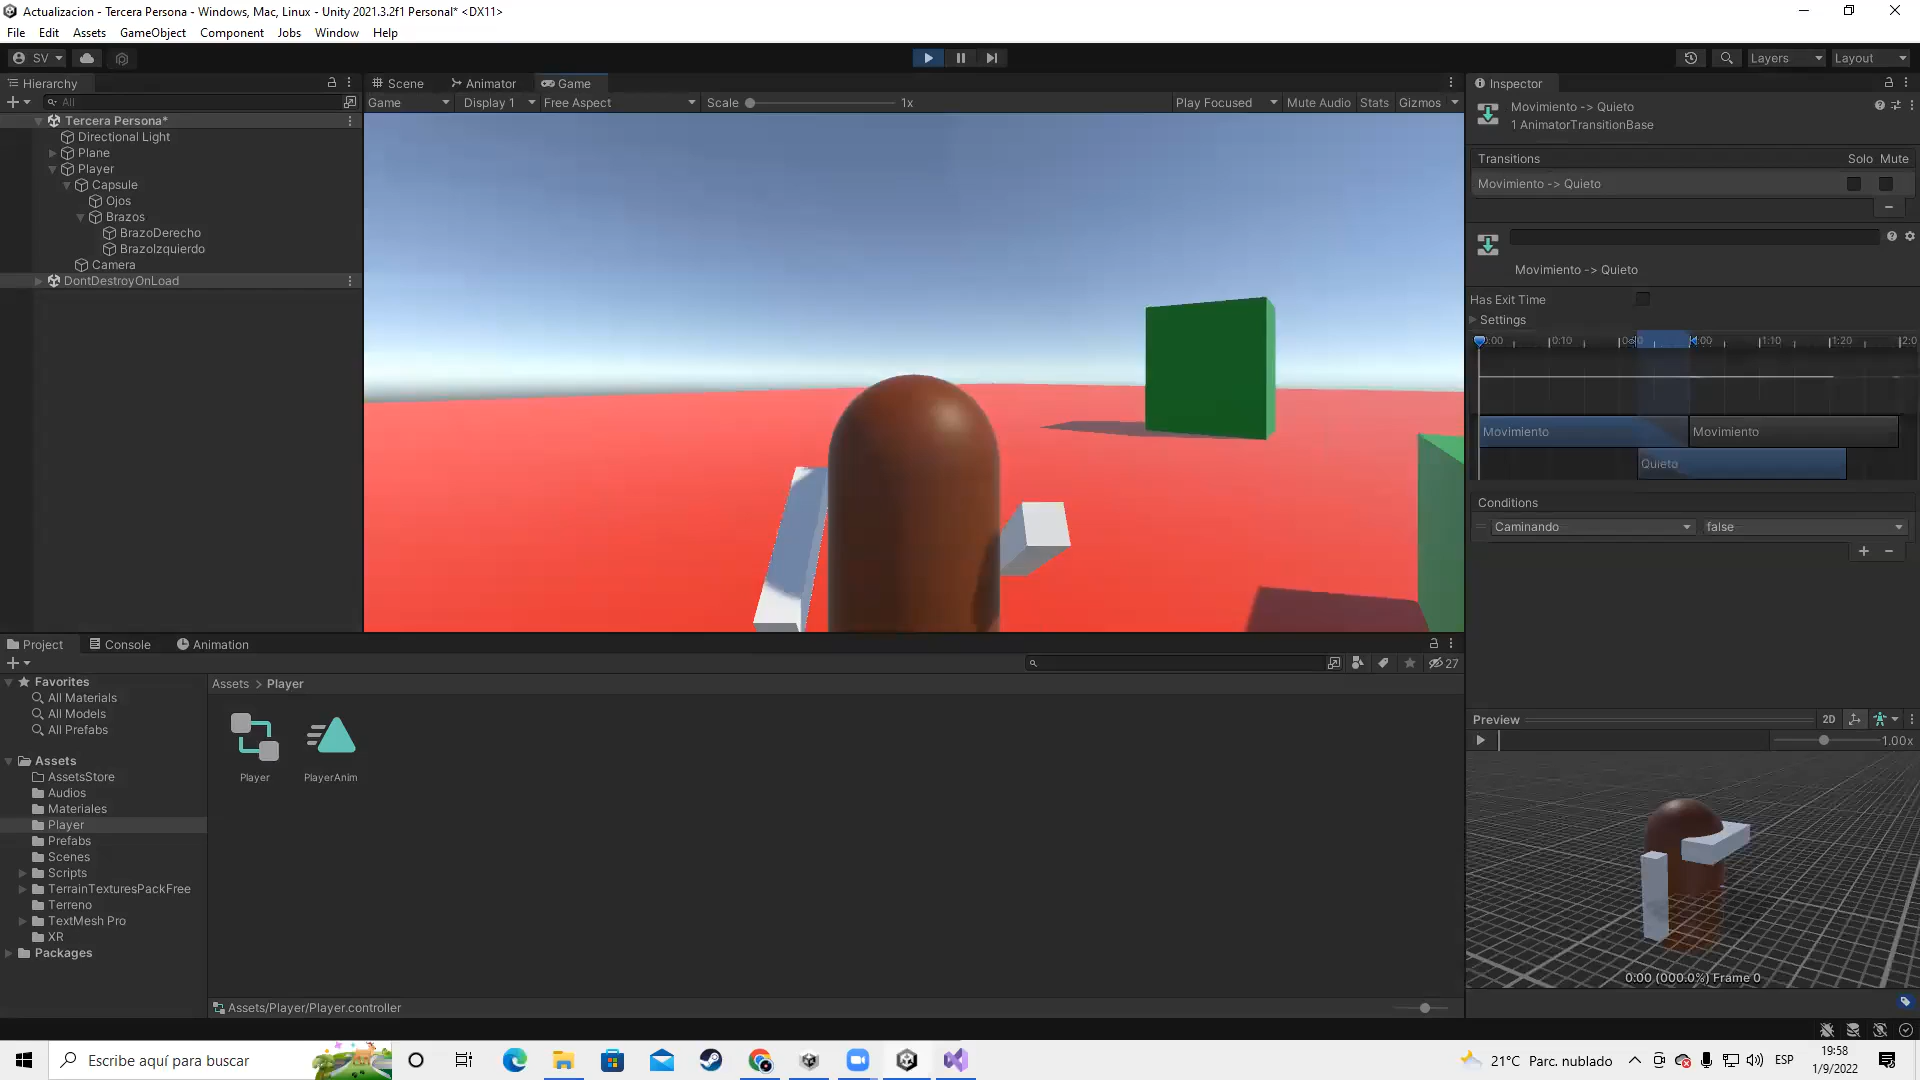 Actualizacion - Tercera Persona - Windows, Mac, Linux - Unity 2021.3.2f1 Personal* <DX11>
File Edit Assets GameObject Component Jobs Window Help
SV Layers Layout
Hierarchy
All
Tercera Persona*
Directional Light
Plane
Player
Capsule
Ojos
Brazos
BrazoDerecho
BrazoIzquierdo
Camera
DontDestroyOnLoad
Scene Animator Game
Game Display 1 Free Aspect Scale 1x Play Focused Mute Audio Stats Gizmos
Inspector
Movimiento -> Quieto
1 AnimatorTransitionBase
Transitions Solo Mute
Movimiento -> Quieto
Movimiento -> Quieto
Has Exit Time
Settings
0:10 1:10 1:20
Movimiento Movimiento
Quieto
Conditions
Caminando false
Preview 2D
1.00x
0:00 (000.0%) Frame 0
Project Console Animation
27
Favorites
All Materials
All Models
All Prefabs
Assets
AssetsStore
Audios
Materiales
Player
Prefabs
Scenes
Scripts
TerrainTexturesPackFree
Terreno
TextMesh Pro
XR
Packages
Assets > Player
Player PlayerAnim
Assets/Player/Player.controller
Escribe aquí para buscar
21°C Parc. nublado ESP
19:58
1/9/2022